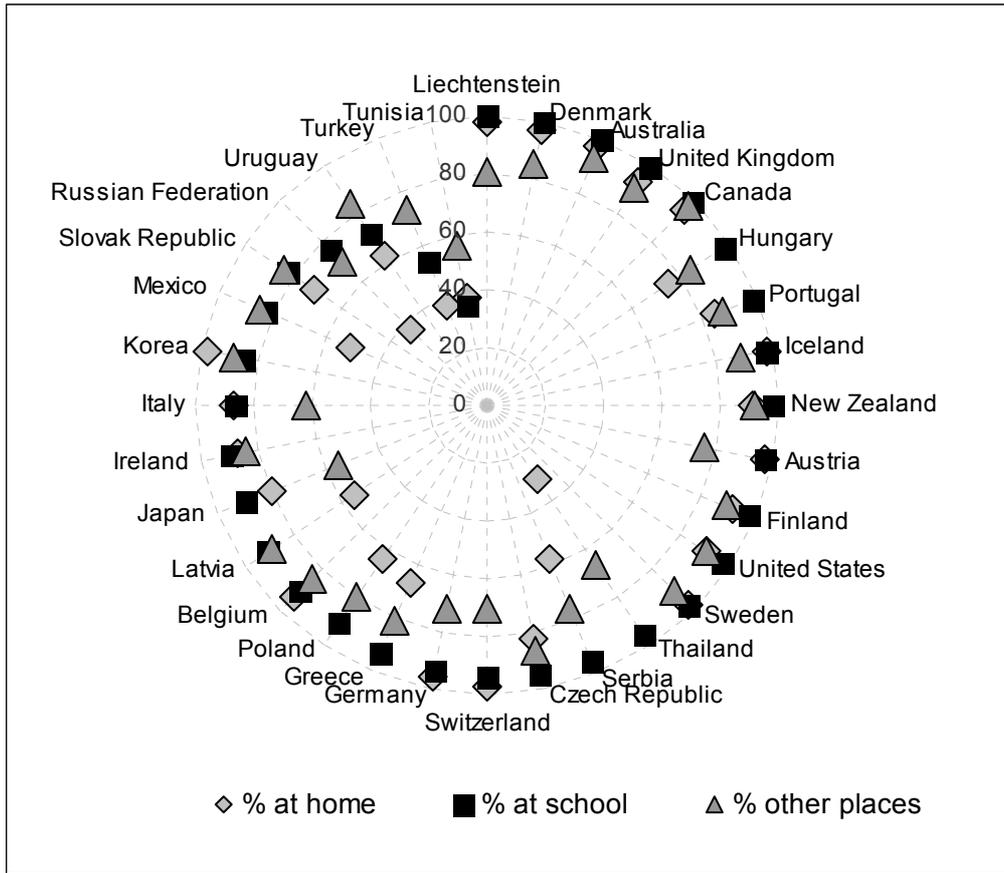 Liechtenstein
Tunisia
100
Denmark
Turkey
Australia
Uruguay
80
United Kingdom
Russian Federation
Canada
Slovak Republic
60
Hungary
Mexico
40
Portugal
Korea
20
Iceland
Italy
0
New Zealand
Ireland
Austria
Japan
Finland
Latvia
United States
Belgium
Sweden
Poland
Thailand
Greece
Serbia
Germany
Czech Republic
Switzerland
% at home
% at school
% other places